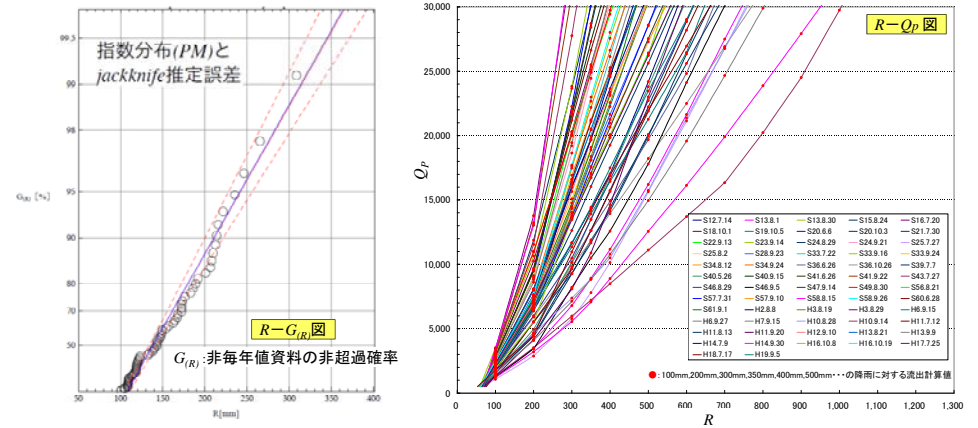 指数分布(PM)と
jackknife推定誤差
99.5
99
98
95
90
80
70
50
G(R) [%]
R−G(R)図
G(R):非毎年値資料の非超過確率
50 100 150 200 250 300 350 400
R[mm]
R−QP図
30,000
25,000
20,000
15,000
10,000
5,000
0
QP
S12.7.14 S13.8.1 S13.8.30 S15.8.24 S16.7.20
S18.10.1 S19.10.5 S20.6.6 S20.10.3 S21.7.30
S22.9.13 S23.9.14 S24.8.29 S24.9.21 S25.7.27
S25.8.2 S28.9.23 S33.7.22 S33.9.16 S33.9.24
S34.8.12 S34.9.24 S36.6.26 S36.10.26 S39.7.7
S40.5.26 S40.9.15 S41.6.26 S41.9.22 S43.7.27
S46.8.29 S46.9.5 S47.9.14 S49.8.30 S56.8.21
S57.7.31 S57.9.10 S58.8.15 S58.9.26 S60.6.28
S61.9.1 H2.8.8 H3.8.19 H3.8.29 H6.9.15
H6.9.27 H7.9.15 H10.8.28 H10.9.14 H11.7.12
H11.8.13 H11.9.20 H12.9.10 H13.8.21 H13.9.9
H14.7.9 H14.9.30 H16.10.8 H16.10.19 H17.7.25
H18.7.17 H19.9.5
●:100mm,200mm,300mm,350mm,400mm,500mm・・・の降雨に対する流出計算値
0 100 200 300 400 500 600 700 800 900 1,000 1,100 1,200 1,300
R